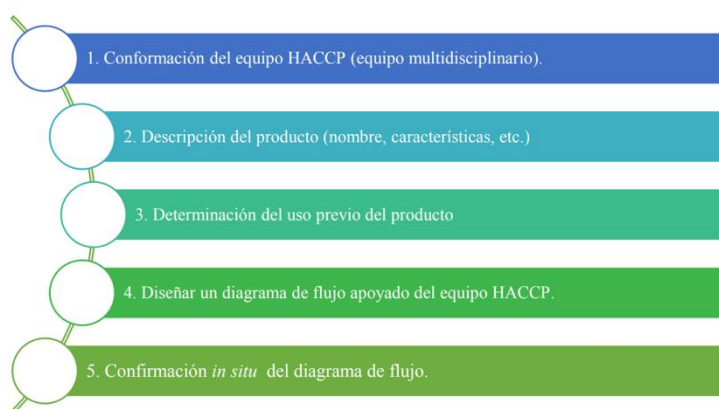 1. Conformación del equipo HACCP (equipo multidisciplinario).
2. Descripción del producto (nombre, características, etc.)
3. Determinación del uso previo del producto
4. Diseñar un diagrama de flujo apoyado del equipo HACCP.
5. Confirmación in situ del diagrama de flujo.